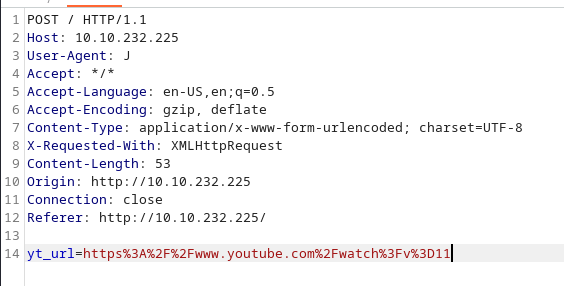 1 POST / HTTP/1.1
2 Host: 10.10.232.225
3 User-Agent: J
4 Accept: */*
5 Accept-Language: en-US,en;q=0.5
6 Accept-Encoding: gzip, deflate
7 Content-Type: application/x-www-form-urlencoded; charset=UTF-8
8 X-Requested-With: XMLHttpRequest
9 Content-Length: 53
10 Origin: http://10.10.232.225
11 Connection: close
12 Referer: http://10.10.232.225/
13
14 yt_url=https%3A%2F%2Fwww.youtube.com%2Fwatch%3Fv%3D11